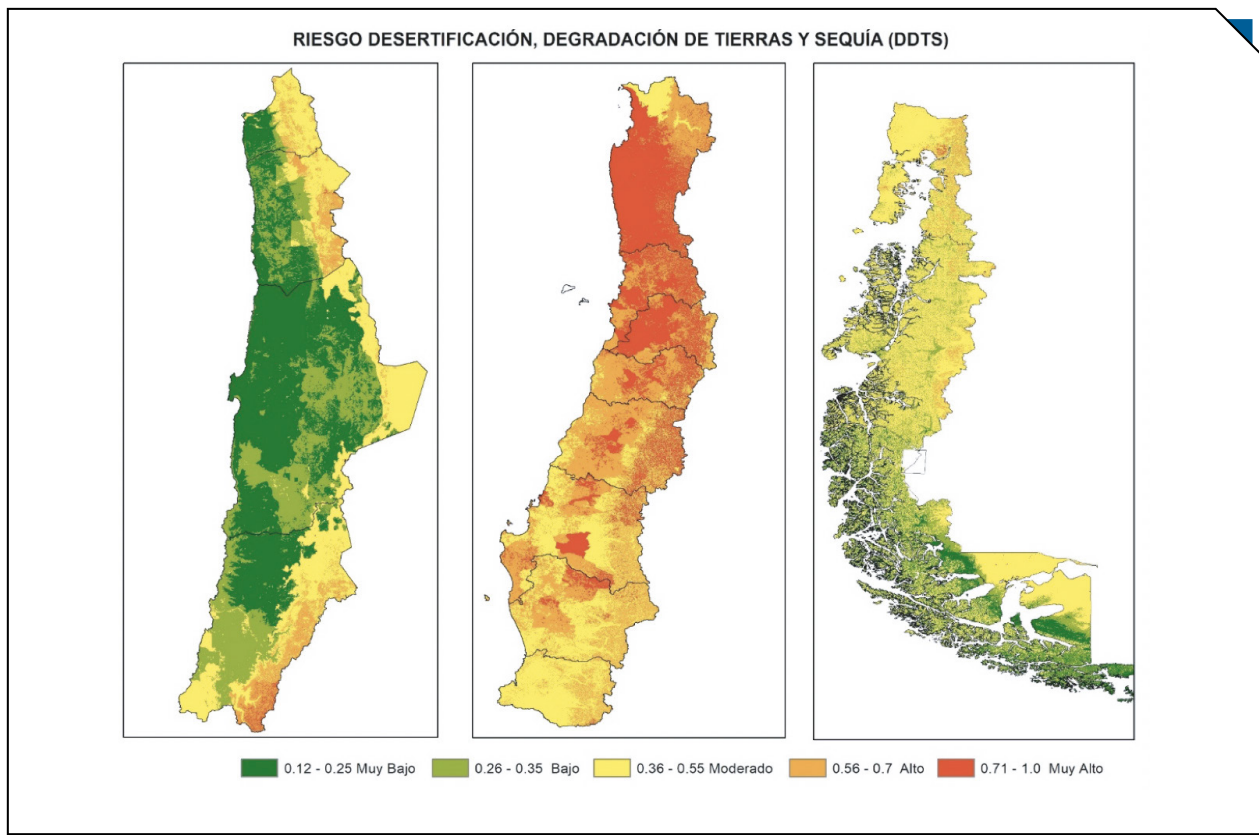 RIESGO DESERTIFICACIÓN, DEGRADACIÓN DE TIERRAS Y SEQUÍA (DDTS)
0.12 - 0.25 Muy Bajo 0.26 - 0.35 Bajo 0.36 - 0.55 Moderado 0.56 - 0.7 Alto 0.71 - 1.0 Muy Alto